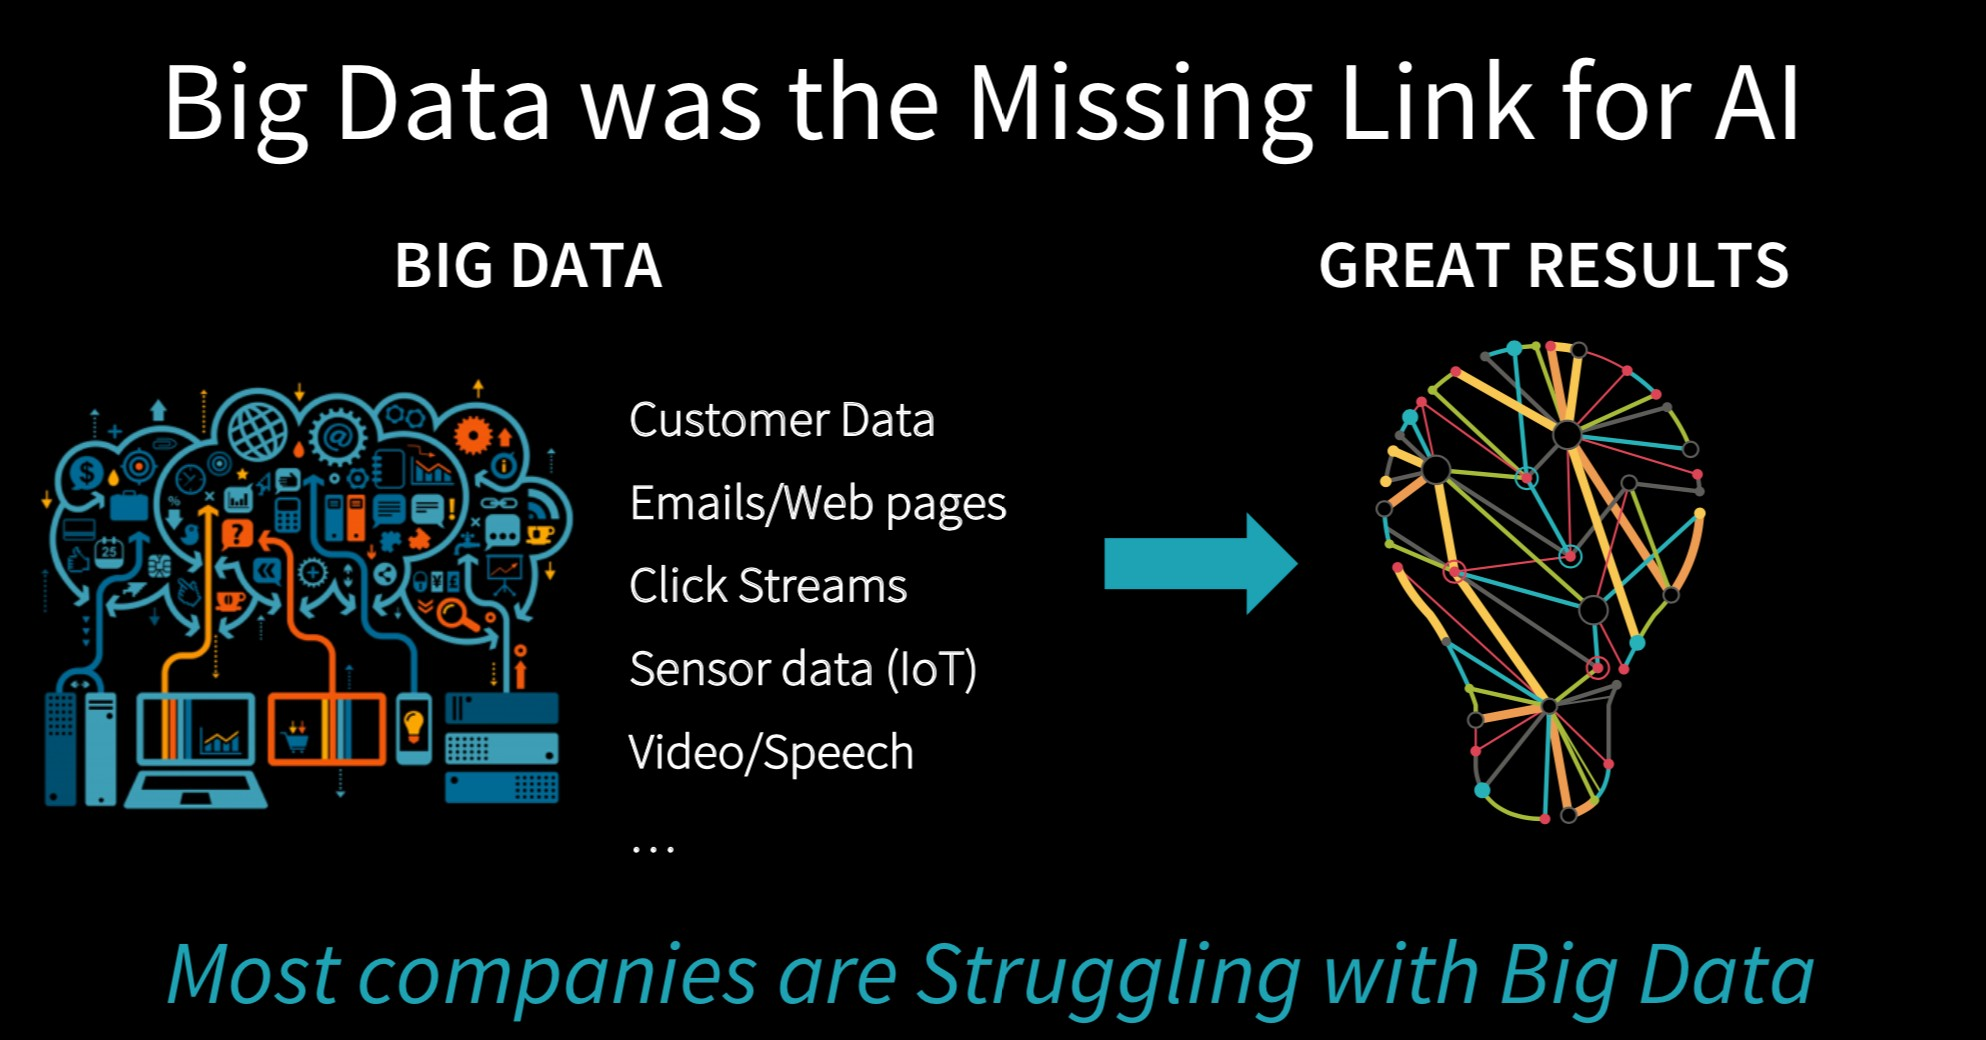 Big Data was the Missing Link for AI
BIG DATA
GREAT RESULTS
Customer Data
Emails/Web pages
Click Streams
Sensor data (IoT)
Video/Speech
...
25
Most companies are Struggling with Big Data